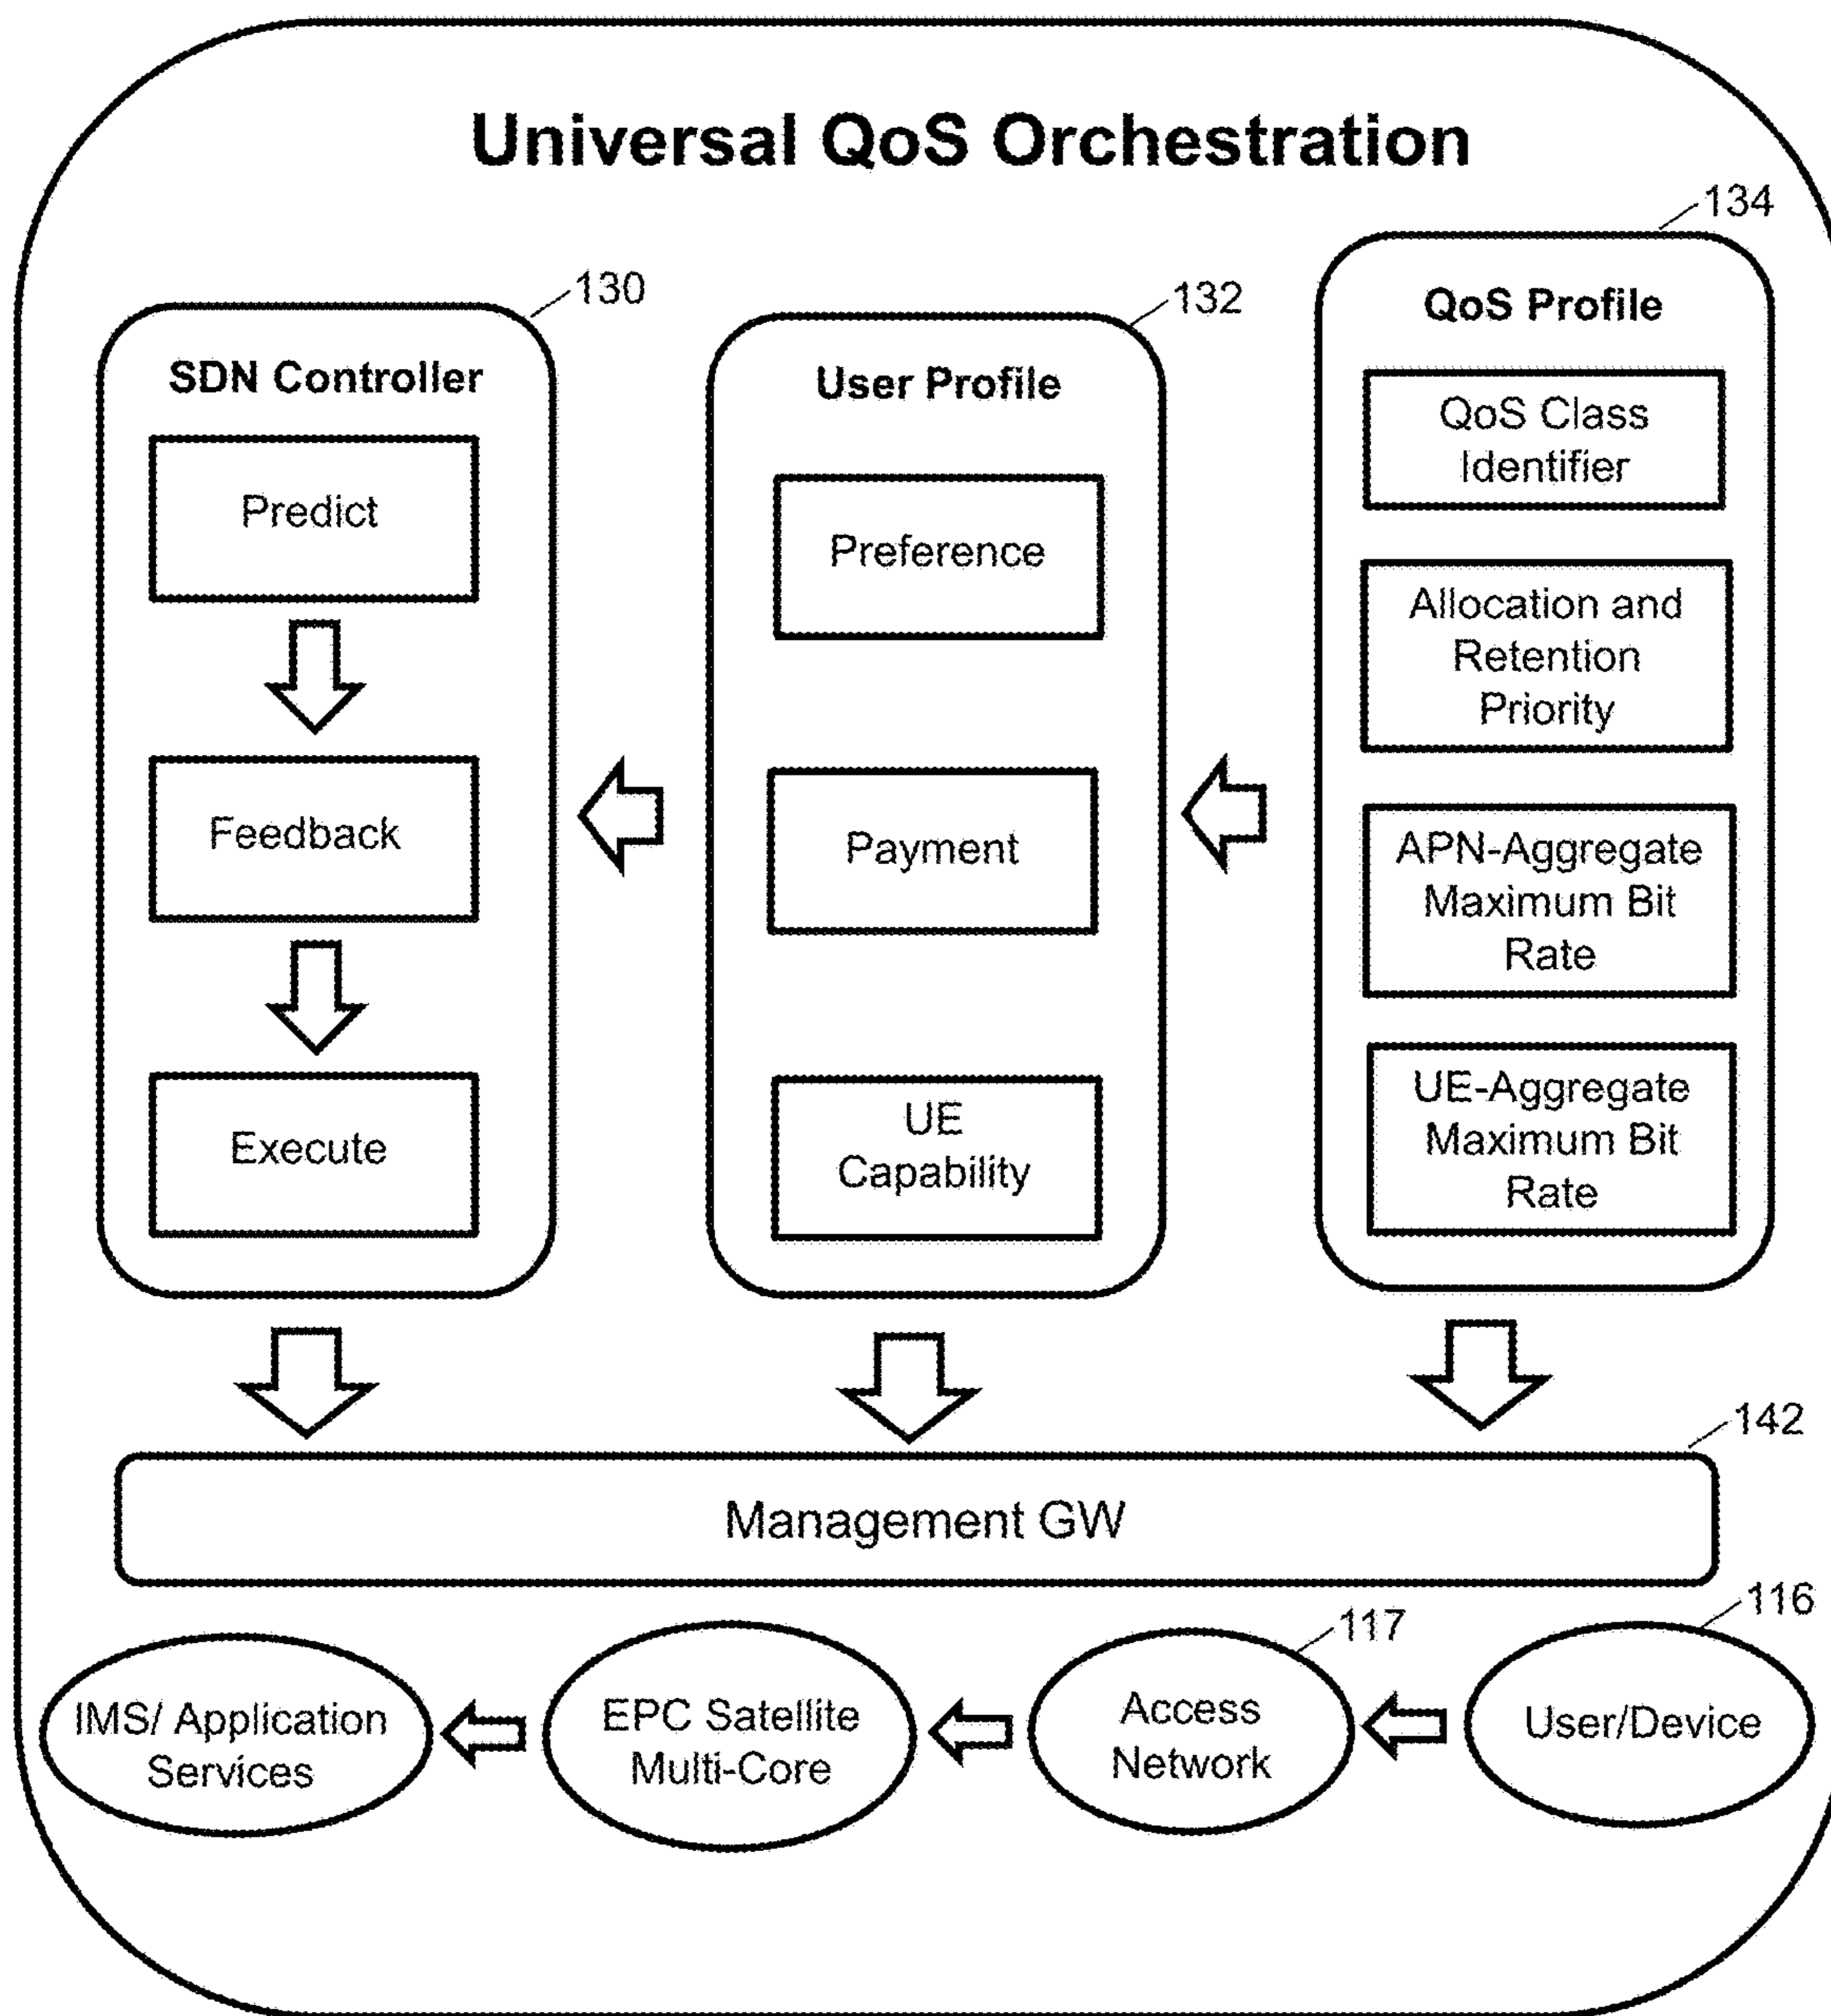 Universal QoS Orchestration
130
SDN Controller
Predict
Feedback
Execute
132
User Profile
Preference
Payment
UE
Capability
134
QoS Profile
QoS Class
Identifier
Allocation and
Retention
Priority
APN-Aggregate
Maximum Bit
Rate
UE-Aggregate
Maximum Bit
Rate
142
Management GW
IMS/ Application
Services
EPC Satellite
Multi-Core
117
Access
Network
116
User/Device